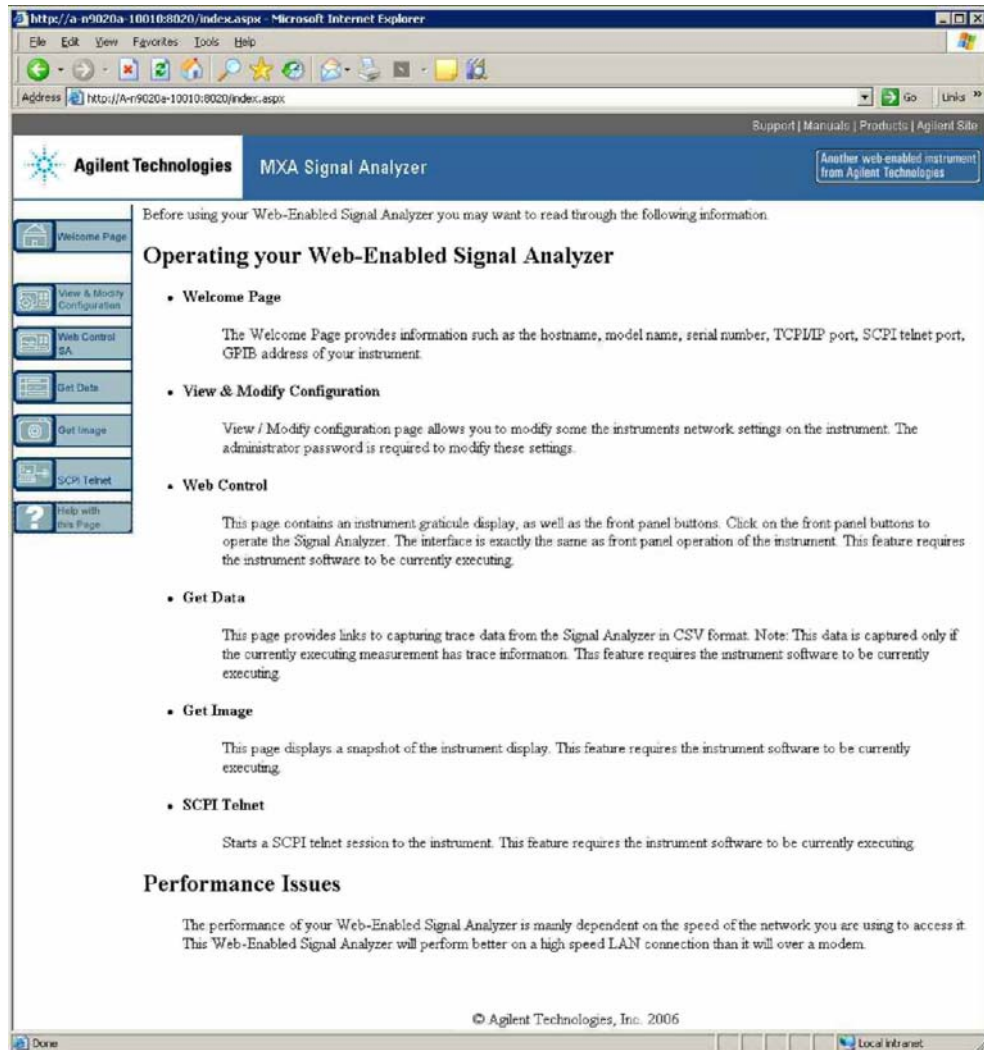 http://a-n9020a-10010:8020/index.aspx - Microsoft Internet Explorer
File Edit View Favorites Tools Help
Address http://A-n9020a-10010:8020/index.aspx Go Links »
Support | Manuals | Products | Agilent Site
Agilent Technologies MXA Signal Analyzer
Another web-enabled instrument
from Agilent Technologies
Welcome Page
View & Modify
Configuration
Web Control
SA
Get Data
Get Image
SCPI Telnet
Help with
this Page
Before using your Web-Enabled Signal Analyzer you may want to read through the following information.
Operating your Web-Enabled Signal Analyzer
• Welcome Page
The Welcome Page provides information such as the hostname, model name, serial number, TCPI/IP port, SCPI telnet port,
GPIB address of your instrument.
• View & Modify Configuration
View / Modify configuration page allows you to modify some the instruments network settings on the instrument. The
administrator password is required to modify these settings.
• Web Control
This page contains an instrument graticule display, as well as the front panel buttons. Click on the front panel buttons to
operate the Signal Analyzer. The interface is exactly the same as front panel operation of the instrument. This feature requires
the instrument software to be currently executing.
• Get Data
This page provides links to capturing trace data from the Signal Analyzer in CSV format. Note: This data is captured only if
the currently executing measurement has trace information. This feature requires the instrument software to be currently
executing.
• Get Image
This page displays a snapshot of the instrument display. This feature requires the instrument software to be currently
executing.
• SCPI Telnet
Starts a SCPI telnet session to the instrument. This feature requires the instrument software to be currently executing.
Performance Issues
The performance of your Web-Enabled Signal Analyzer is mainly dependent on the speed of the network you are using to access it.
This Web-Enabled Signal Analyzer will perform better on a high speed LAN connection than it will over a modem.
© Agilent Technologies, Inc. 2006
Done Local intranet